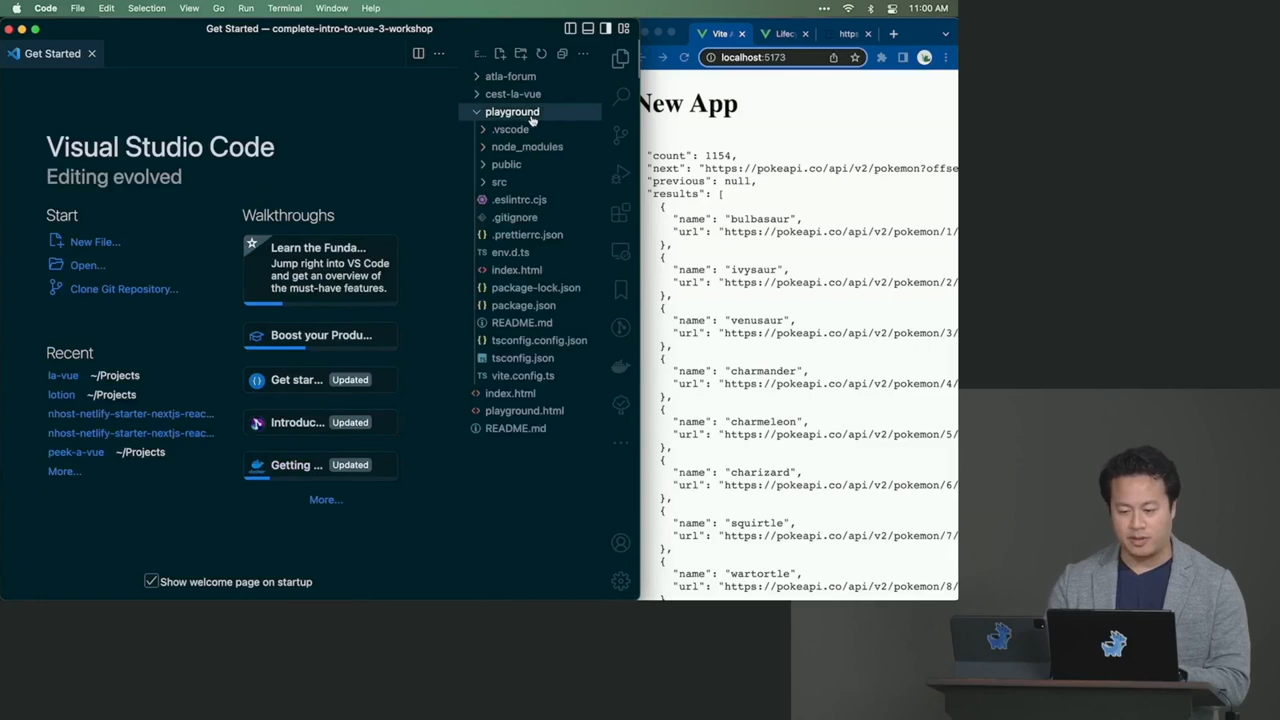 Code File Edit Selection View Go Run Terminal Window Help
11:00 AM
Get Started — complete-intro-to-vue-3-workshop
Get Started
E...
Visual Studio Code
Editing evolved
Start
New File...
Open...
Clone Git Repository...
Recent
la-vue ~/Projects
lotion ~/Projects
nhost-netlify-starter-nextjs-reac...
nhost-netlify-starter-nextjs-reac...
peek-a-vue ~/Projects
More...
Walkthroughs
Learn the Funda...
Jump right into VS Code
and get an overview of
the must-have features.
Boost your Produ...
Get star... Updated
Introduc... Updated
Getting ... Updated
More...
Show welcome page on startup
atla-forum
cest-la-vue
playground
.vscode
node_modules
public
src
.eslintrc.cjs
.gitignore
{} .prettierrc.json
TS env.d.ts
index.html
{} package-lock.json
{} package.json
README.md
{} tsconfig.config.json
tsconfig.json
vite.config.ts
index.html
playground.html
README.md
Vite
Lifecy
https
localhost:5173
New App
"count": 1154,
"next": "https://pokeapi.co/api/v2/pokemon?offse
"previous": null,
"results": [
{
"name": "bulbasaur",
"url": "https://pokeapi.co/api/v2/pokemon/1/
},
{
"name": "ivysaur",
"url": "https://pokeapi.co/api/v2/pokemon/2/
},
{
"name": "venusaur",
"url": "https://pokeapi.co/api/v2/pokemon/3/
},
{
"name": "charmander",
"url": "https://pokeapi.co/api/v2/pokemon/4/
},
{
"name": "charmeleon",
"url": "https://pokeapi.co/api/v2/pokemon/5/
},
{
"name": "charizard",
"url": "https://pokeapi.co/api/v2/pokemon/6/
},
{
"name": "squirtle",
"url": "https://pokeapi.co/api/v2/pokemon/7/
},
{
"name": "wartortle",
"url": "https://pokeapi.co/api/v2/pokemon/8/
}